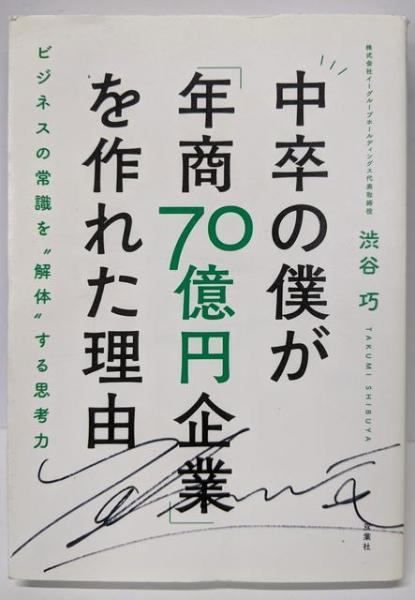 株式会社イーグループホールディングス代表取締役
渋谷 巧
TAKUMI SHIBUYA
中卒の僕が
「年商70億円企業」
を作れた理由
ビジネスの常識を“解体”する思考力
双葉社